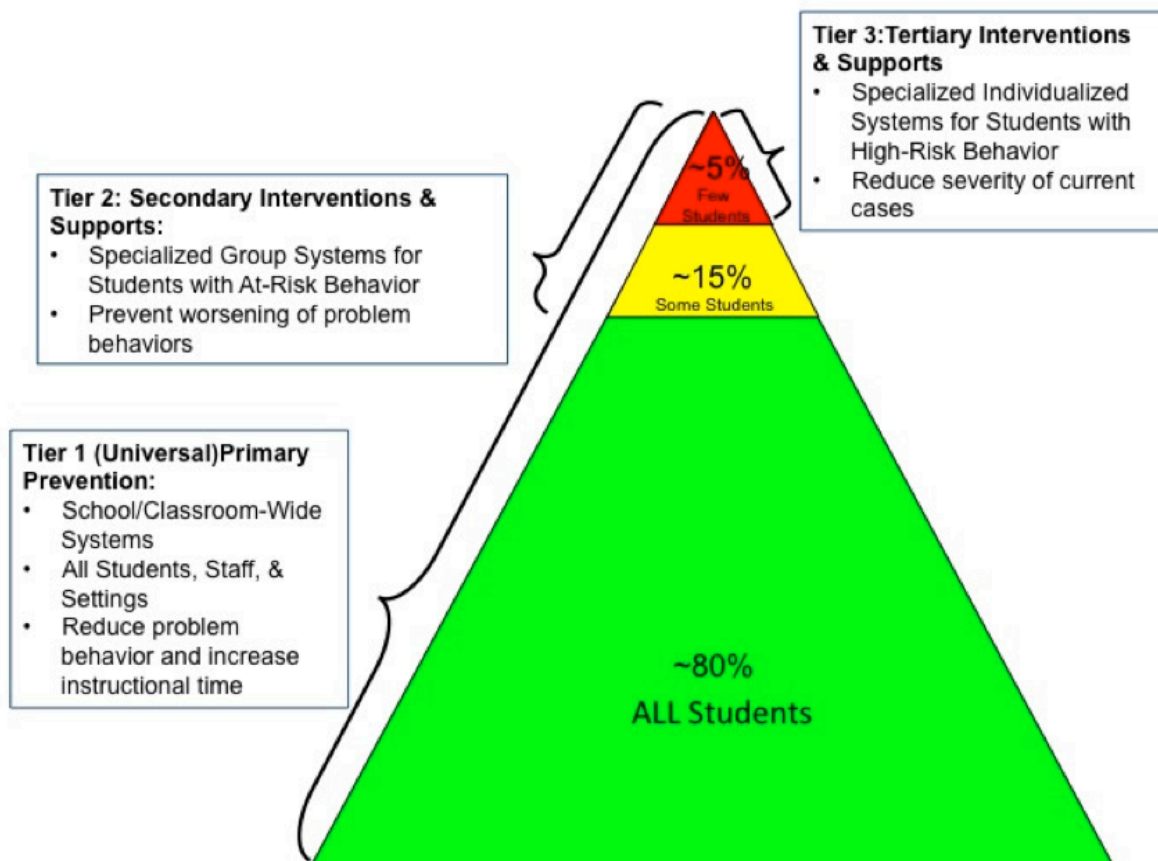 Tier 3:Tertiary Interventions
& Supports
• Specialized Individualized
Systems for Students with
High-Risk Behavior
• Reduce severity of current
cases
~5%
Few
Students
Tier 2: Secondary Interventions &
Supports:
• Specialized Group Systems for
Students with At-Risk Behavior
• Prevent worsening of problem
behaviors
~15%
Some Students
Tier 1 (Universal)Primary
Prevention:
• School/Classroom-Wide
Systems
• All Students, Staff, &
Settings
• Reduce problem
behavior and increase
instructional time
~80%
ALL Students